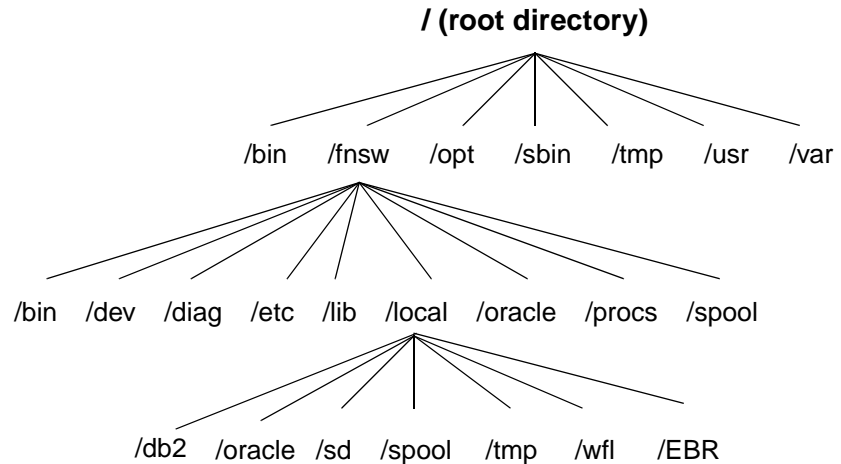 / (root directory)
/bin /fnsw /opt /sbin /tmp /usr /var
/bin /dev /diag /etc /lib /local /oracle /procs /spool
/db2 /oracle /sd /spool /tmp /wfl /EBR